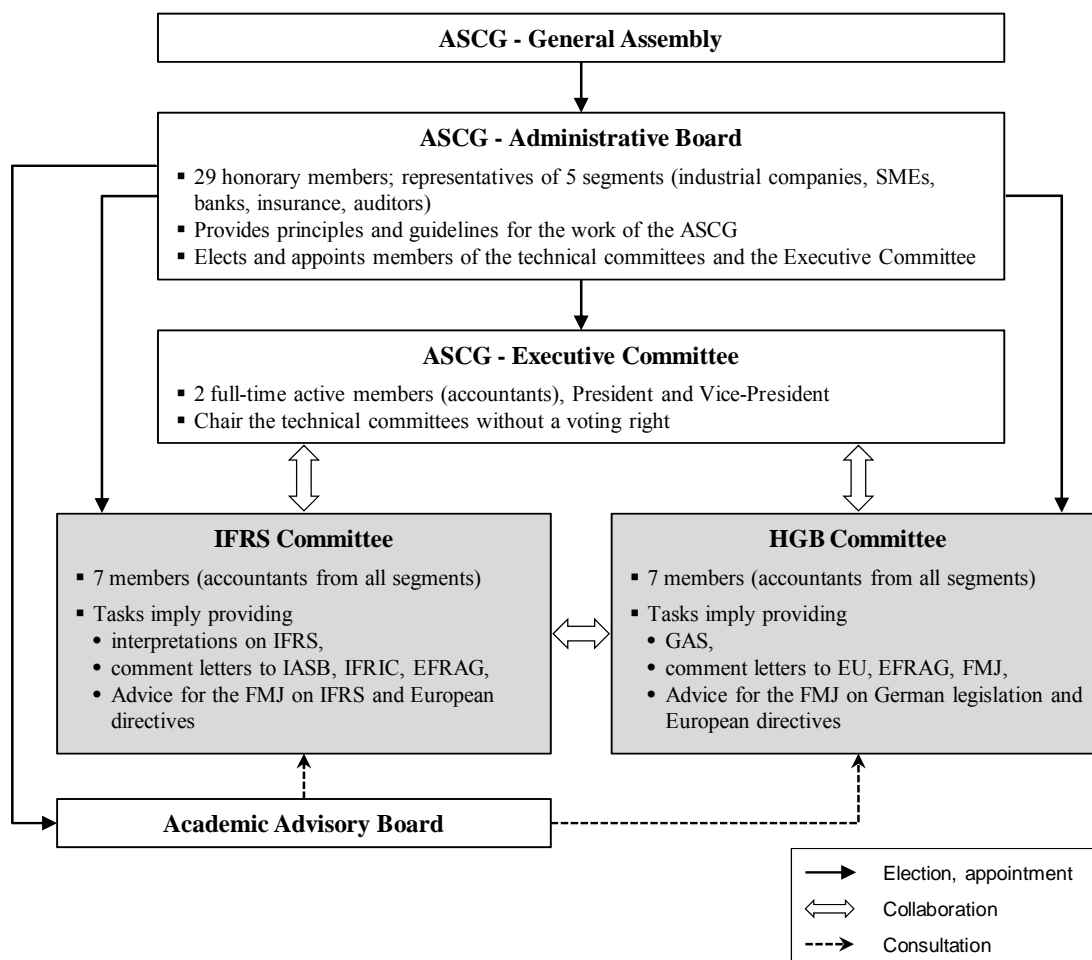 ASCG - General Assembly
ASCG - Administrative Board
▪ 29 honorary members; representatives of 5 segments (industrial companies, SMEs,
banks, insurance, auditors)
▪ Provides principles and guidelines for the work of the ASCG
▪ Elects and appoints members of the technical committees and the Executive Committee
ASCG - Executive Committee
▪ 2 full-time active members (accountants), President and Vice-President
▪ Chair the technical committees without a voting right
IFRS Committee
▪ 7 members (accountants from all segments)
▪ Tasks imply providing
• interpretations on IFRS,
• comment letters to IASB, IFRIC, EFRAG,
• Advice for the FMJ on IFRS and European
directives
HGB Committee
▪ 7 members (accountants from all segments)
▪ Tasks imply providing
• GAS,
• comment letters to EU, EFRAG, FMJ,
• Advice for the FMJ on German legislation and
European directives
Academic Advisory Board
Election, appointment
Collaboration
Consultation